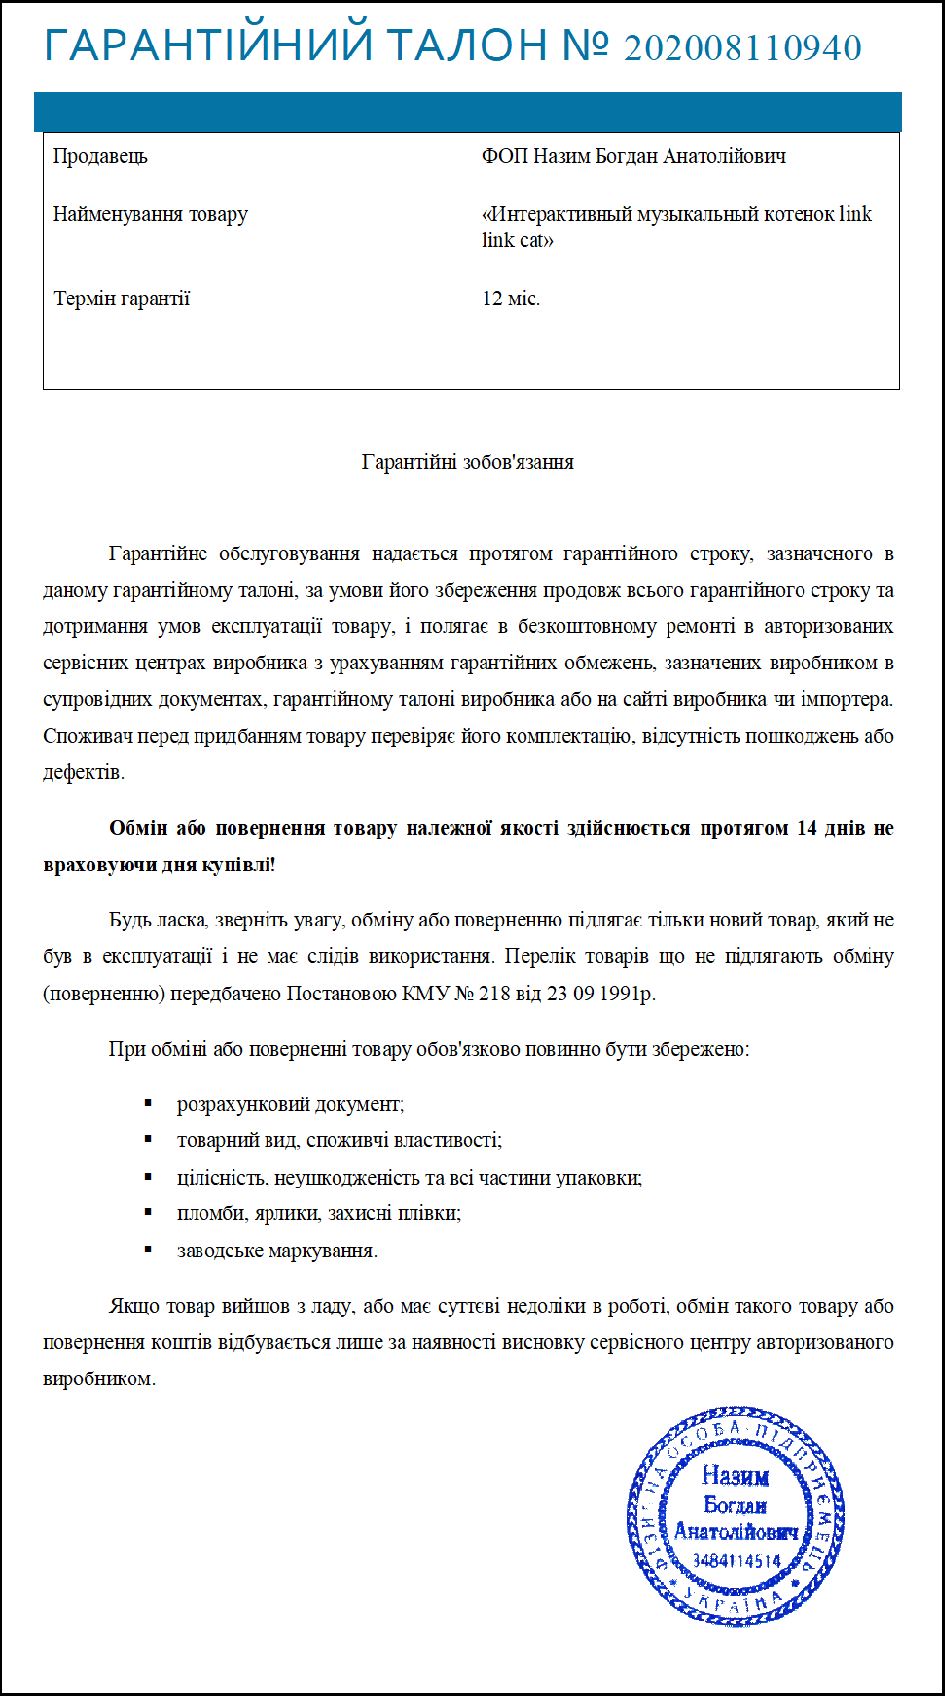 ГАРАНТІЙНИЙ ТАЛОН № 202008110940
Продавець
ФОП Назим Богдан Анатолійович
Найменування товару
«Интерактивный музыкальный котенок link
link cat»
Термін гарантії
12 міс.
Гарантійні зобов'язання
Гарантійне обслуговування надається протягом гарантійного строку, зазначеного в
даному гарантійному талоні, за умови його збереження продовж всього гарантійного строку та
дотримання умов експлуатації товару, і полягає в безкоштовному ремонті в авторизованих
сервісних центрах виробника з урахуванням гарантійних обмежень, зазначених виробником в
супровідних документах, гарантійному талоні виробника або на сайті виробника чи імпортера.
Споживач перед придбанням товару перевіряє його комплектацію, відсутність пошкоджень або
дефектів.
Обмін або повернення товару належної якості здійснюється протягом 14 днів не
враховуючи дня купівлі!
Будь ласка, зверніть увагу, обміну або поверненню підлягає тільки новий товар, який не
був в експлуатації і не має слідів використання. Перелік товарів що не підлягають обміну
(поверненню) передбачено Постановою КМУ № 218 від 23 09 1991р.
При обміні або поверненні товару обов'язково повинно бути збережено:
▪ розрахунковий документ;
▪ товарний вид, споживчі властивості;
▪ цілісність. неушкодженість та всі частини упаковки;
▪ пломби, ярлики, захисні плівки;
▪ заводське маркування.
Якщо товар вийшов з ладу, або має суттєві недоліки в роботі, обмін такого товару або
повернення коштів відбувається лише за наявності висновку сервісного центру авторизованого
виробником.
ФІЗИЧНА ОСОБА-ПІДПРИЄМЕЦЬ
Назим
Богдан
Анатолійович
3484114514
* УКРАЇНА *